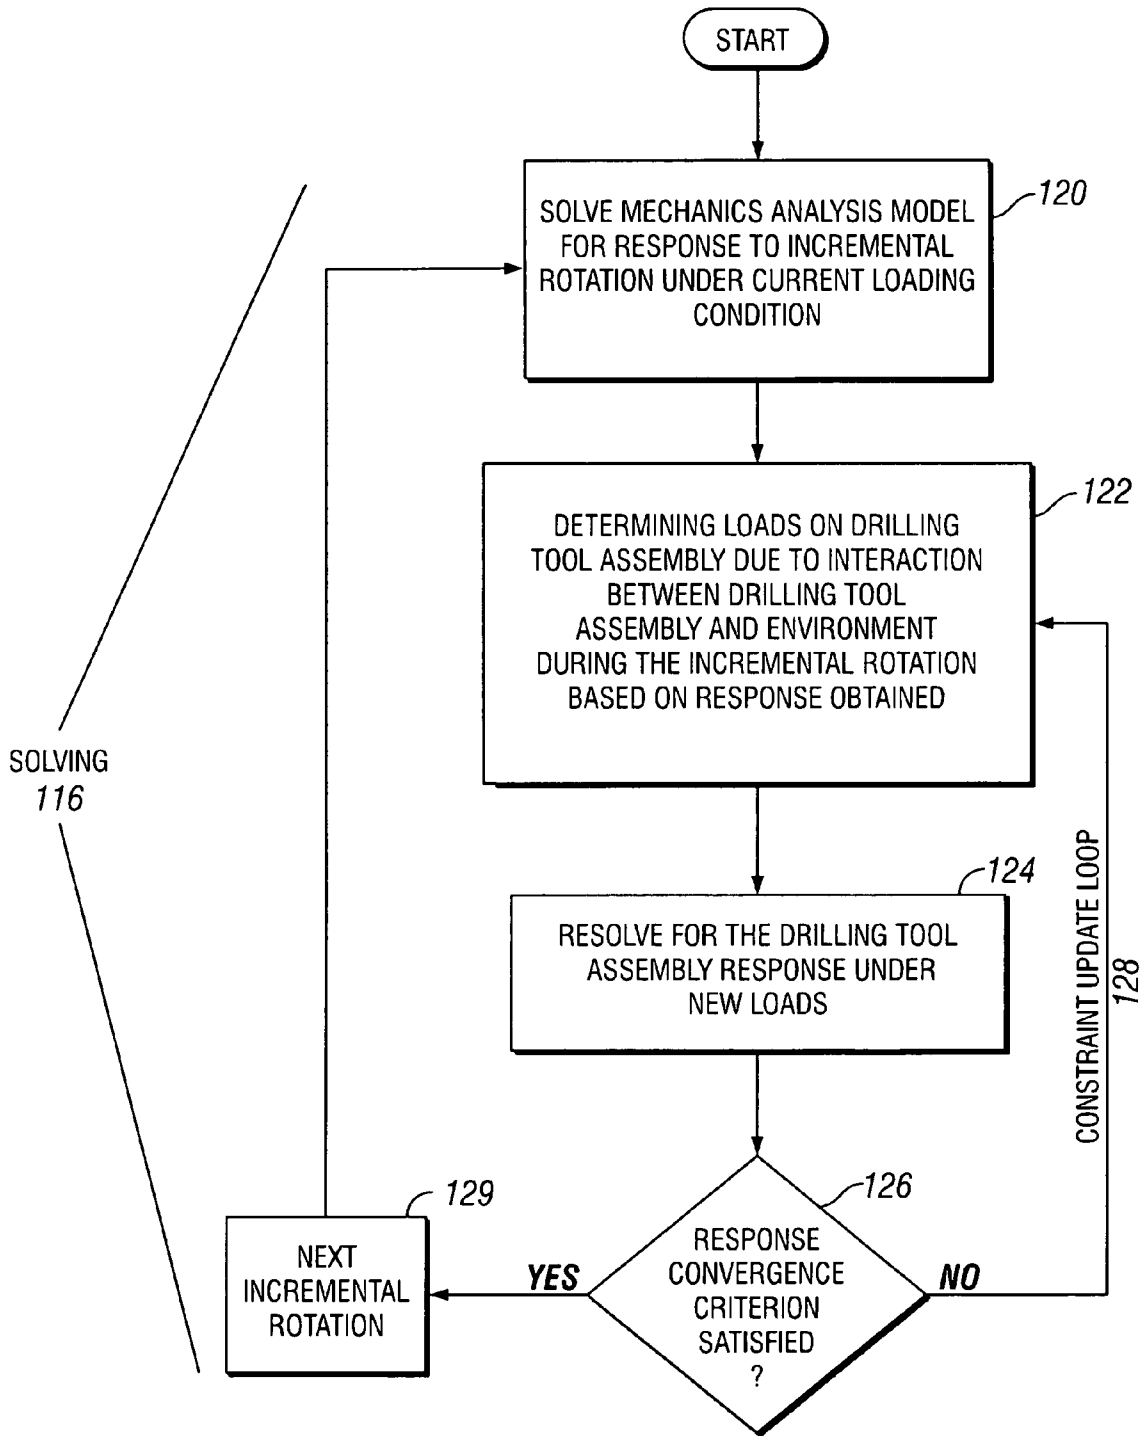 START
120
SOLVE MECHANICS ANALYSIS MODEL
FOR RESPONSE TO INCREMENTAL
ROTATION UNDER CURRENT LOADING
CONDITION
122
DETERMINING LOADS ON DRILLING
TOOL ASSEMBLY DUE TO INTERACTION
BETWEEN DRILLING TOOL
ASSEMBLY AND ENVIRONMENT
DURING THE INCREMENTAL ROTATION
BASED ON RESPONSE OBTAINED
SOLVING
116
124
RESOLVE FOR THE DRILLING TOOL
ASSEMBLY RESPONSE UNDER
NEW LOADS
CONSTRAINT UPDATE LOOP
128
126
RESPONSE
CONVERGENCE
CRITERION
SATISFIED
?
YES
NO
129
NEXT
INCREMENTAL
ROTATION